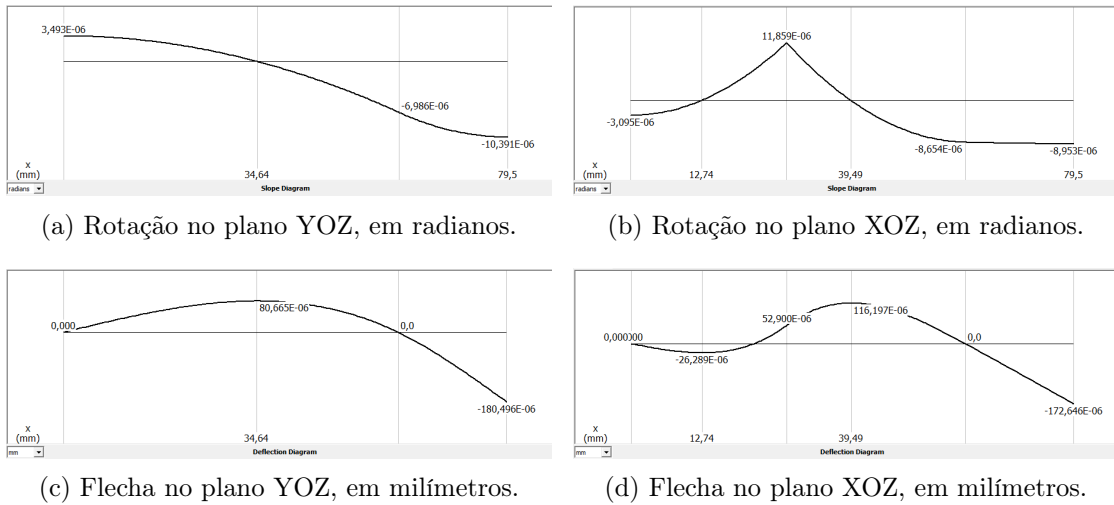 3,493E-06
-6,986E-06
-10,391E-06
x
(mm)
34,64
79,5
radians
Slope Diagram
11,859E-06
-3,095E-06
-8,654E-06
-8,953E-06
x
(mm)
12,74
39,49
79,5
radians
Slope Diagram
(a) Rotação no plano YOZ, em radianos.
(b) Rotação no plano XOZ, em radianos.
0,000
80,665E-06
0,0
-180,496E-06
x
(mm)
34,64
mm
Deflection Diagram
0,000000
-26,289E-06
52,900E-06
116,197E-06
0,0
-172,646E-06
x
(mm)
12,74
39,49
mm
Deflection Diagram
(c) Flecha no plano YOZ, em milímetros.
(d) Flecha no plano XOZ, em milímetros.